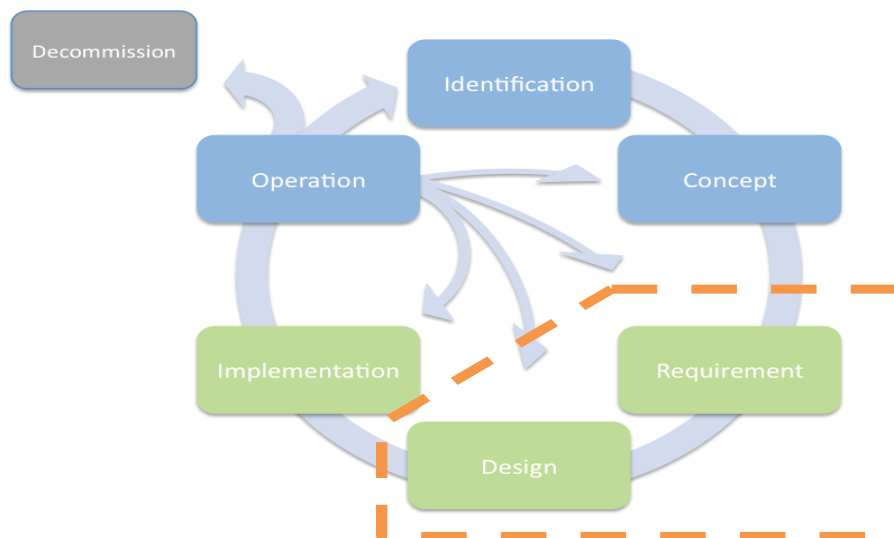 Decommission
Identification
Operation
Concept
Implementation
Requirement
Design